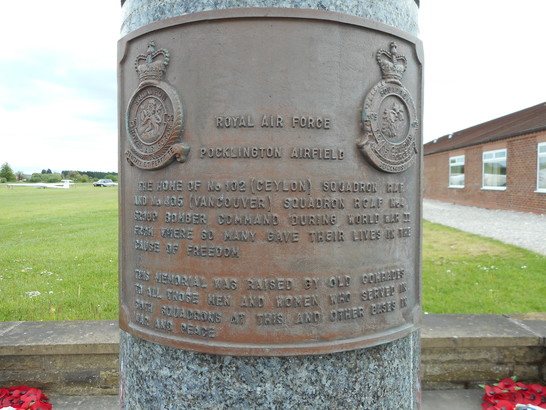 ROYAL AIR FORCE
POCKLINGTON AIRFIELD
THE HOME OF No 102 (CEYLON) SQUADRON RAF
AND No 405 (VANCOUVER) SQUADRON RCAF No 4
GROUP BOMBER COMMAND DURING WORLD WAR II
FROM WHERE SO MANY GAVE THEIR LIVES IN THE
CAUSE OF FREEDOM
THIS MEMORIAL WAS RAISED BY OLD COMRADES
TO ALL THOSE MEN AND WOMEN WHO SERVED IN
BOTH SQUADRONS AT THIS AND OTHER BASES IN
WAR AND PEACE